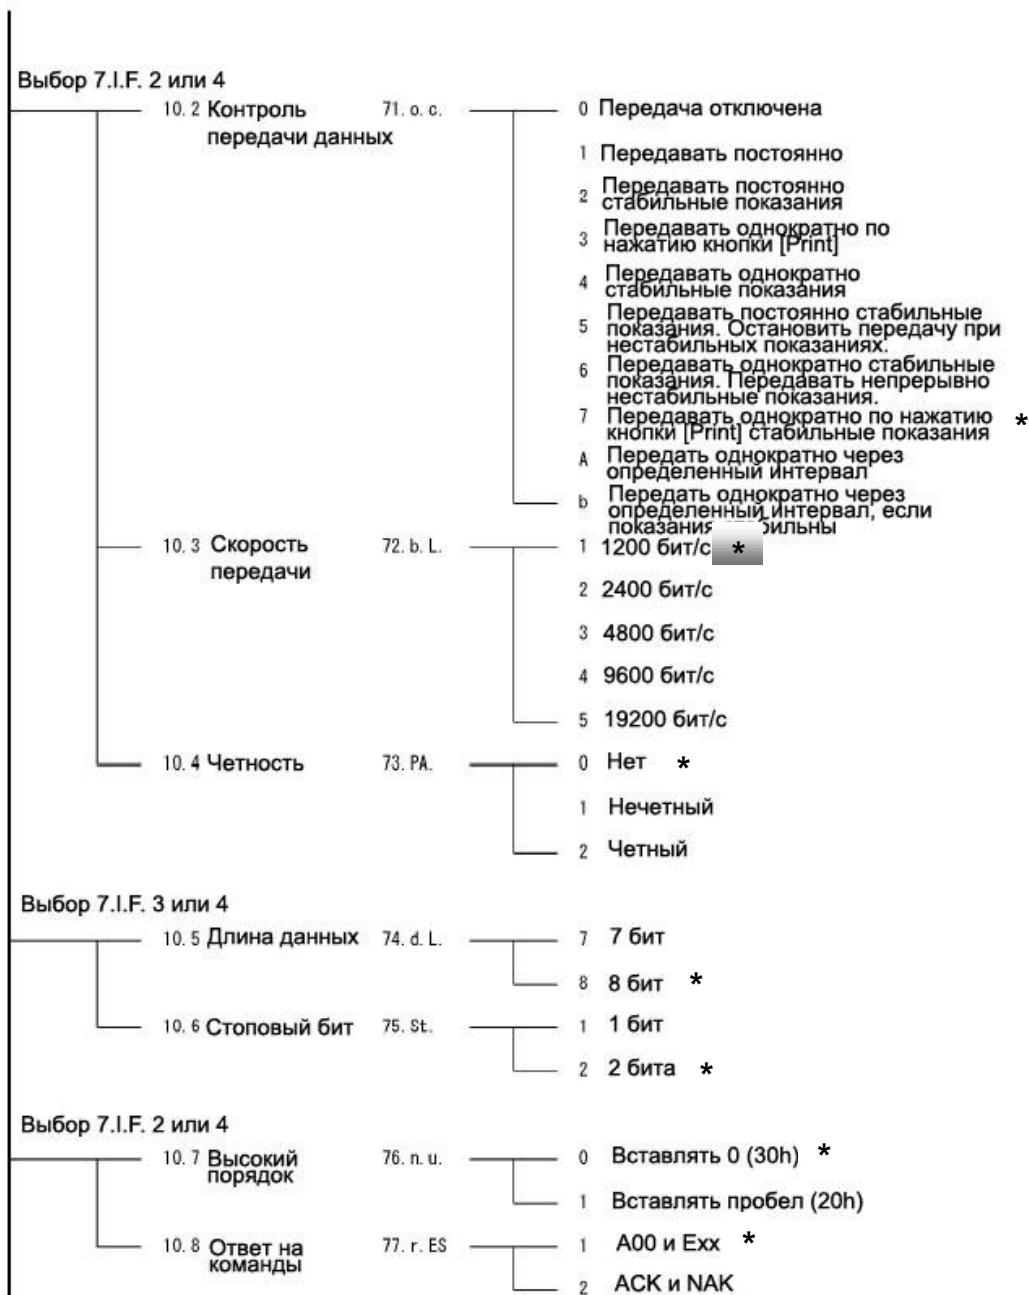 Выбор 7.I.F. 2 или 4
10. 2 Контроль 71. o. c. 0 Передача отключена
передачи данных
1 Передавать постоянно
2 Передавать постоянно
стабильные показания
3 Передавать однократно по
нажатию кнопки [Print]
4 Передавать однократно
стабильные показания
5 Передавать постоянно стабильные
показания. Остановить передачу при
нестабильных показаниях.
6 Передавать однократно стабильные
показания. Передавать непрерывно
нестабильные показания.
7 Передавать однократно по нажатию *
кнопки [Print] стабильные показания
A Передать однократно через
определенный интервал
b Передать однократно через
определенный интервал, если
показания
10. 3 Скорость 72. b. L. 1 1200 бит/с *
передачи
2 2400 бит/с
3 4800 бит/с
4 9600 бит/с
5 19200 бит/с
10. 4 Четность 73. PA. 0 Нет *
1 Нечетный
2 Четный
Выбор 7.I.F. 3 или 4
10. 5 Длина данных 74. d. L. 7 7 бит
8 8 бит *
10. 6 Стоповый бит 75. St. 1 1 бит
2 2 бита *
Выбор 7.I.F. 2 или 4
10. 7 Высокий 76. n. u. 0 Вставлять 0 (30h) *
порядок
1 Вставлять пробел (20h)
10. 8 Ответ на 77. r. ES 1 A00 и Exx *
команды
2 ACK и NAK